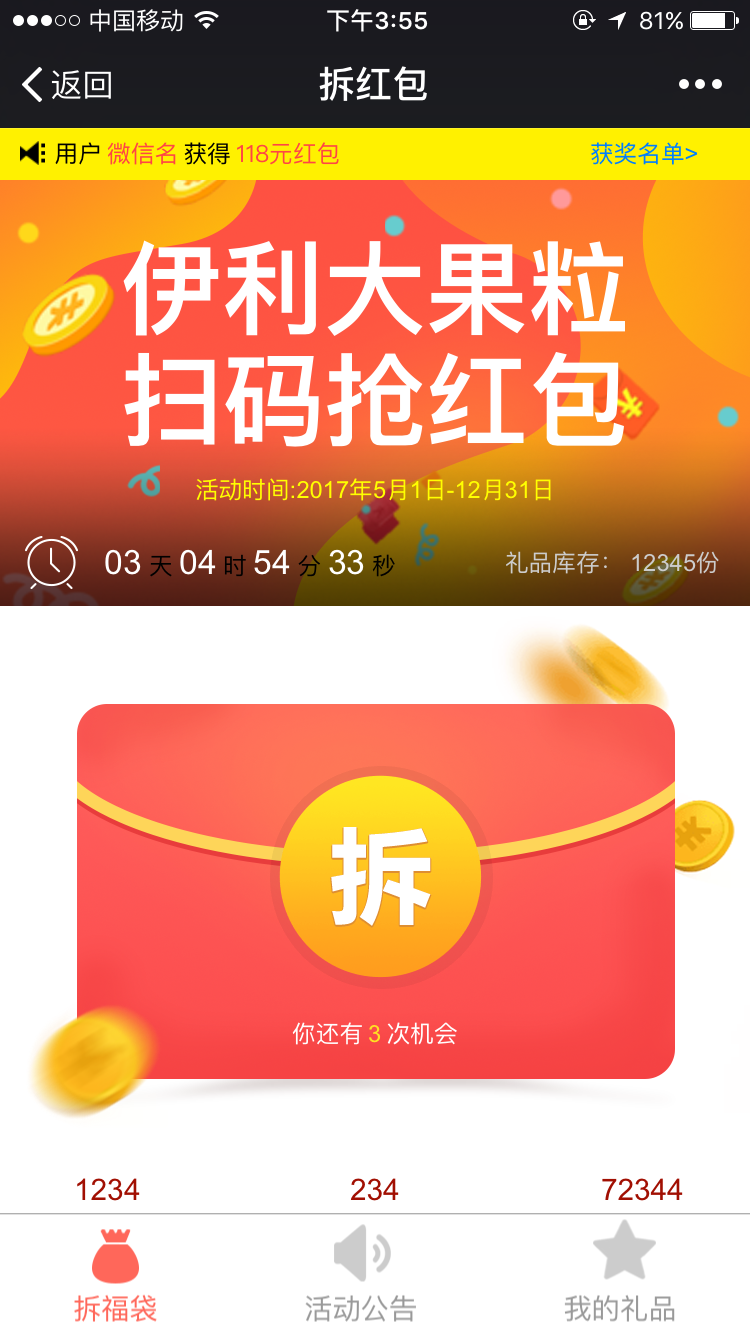 中国移动 下午3:55 81%
返回 拆红包
用户 微信名 获得 118元红包 获奖名单>
伊利大果粒
扫码抢红包
活动时间:2017年5月1日-12月31日
03 天 04 时 54 分 33 秒 礼品库存： 12345份
拆
你还有 3 次机会
1234 234 72344
拆福袋 活动公告 我的礼品